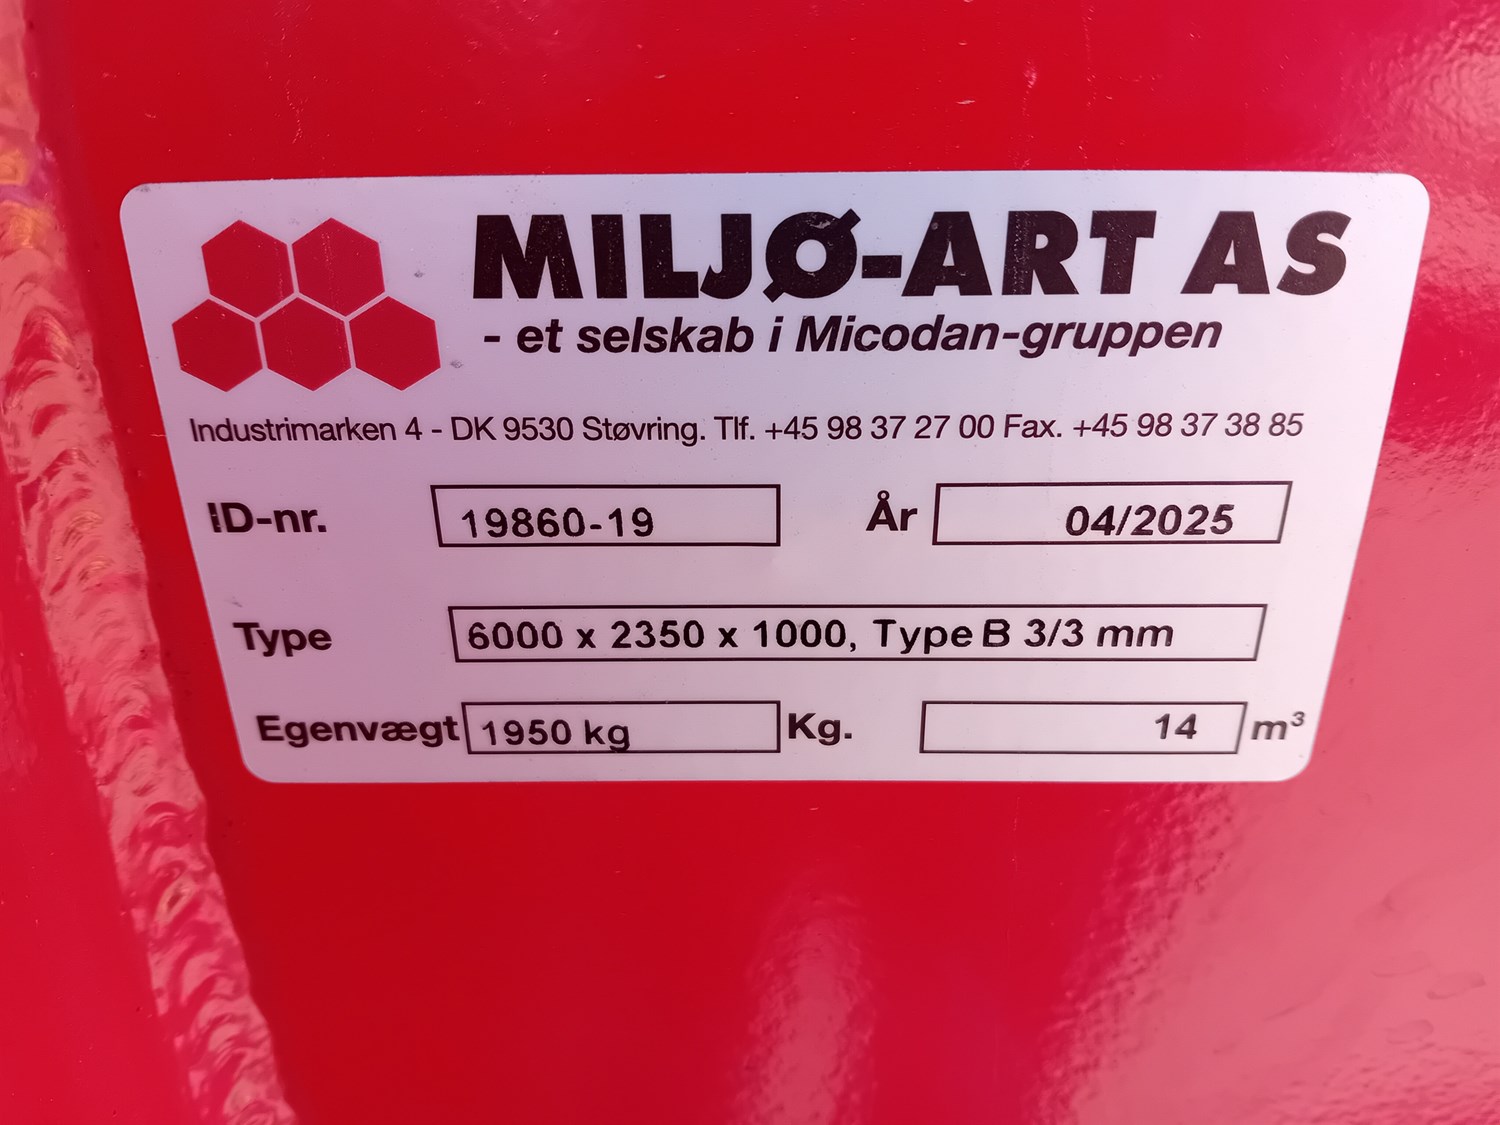 MILJØ-ART AS
- et selskab i Micodan-gruppen
Industrimarken 4 - DK 9530 Støvring. Tlf. +45 98 37 27 00 Fax. +45 98 37 38 85
ID-nr. 19860-19 År 04/2025
Type 6000 x 2350 x 1000, Type B 3/3 mm
Egenvægt 1950 kg Kg. 14 m³